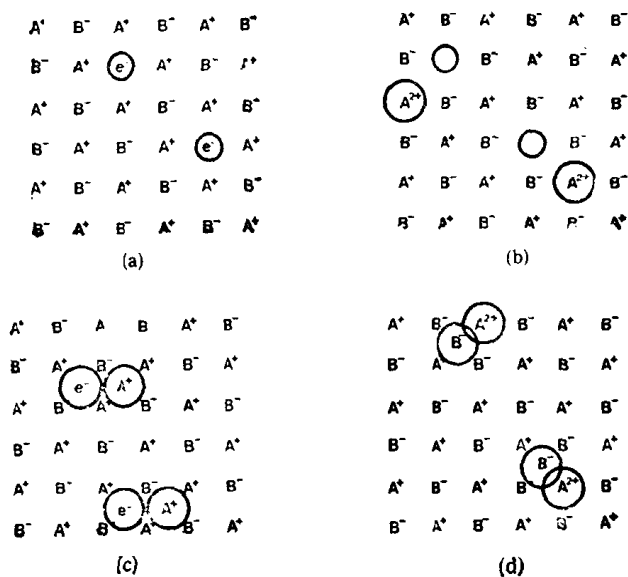 A⁺ B⁻ A⁺ B⁻ A⁺ B⁻
B⁻ A⁺ e⁻ A⁺ B⁻ A⁺
A⁺ B⁻ A⁺ B⁻ A⁺ B⁻
B⁻ A⁺ B⁻ A⁺ e⁻ A⁺
A⁺ B⁻ A⁺ B⁻ A⁺ B⁻
B⁻ A⁺ B⁻ A⁺ B⁻ A⁺
(a)
A⁺ B⁻ A⁺ B⁻ A⁺ B⁻
B⁻ B⁻ A⁺ B⁻ A⁺
A²⁺ B⁻ A⁺ B⁻ A⁺ B⁻
B⁻ A⁺ B⁻ B⁻ A⁺
A⁺ B⁻ A⁺ B⁻ A²⁺ B⁻
B⁻ A⁺ B⁻ A⁺ B⁻ A⁺
(b)
A⁺ B⁻ A B A⁺ B⁻
B⁻ A⁺ B⁻ A⁺ B⁻ A⁺
e⁻ A⁺
A⁺ B A⁺ B⁻ A⁺ B⁻
B⁻ A⁺ B⁻ A⁺ B⁻ A⁺
A⁺ B⁻ A⁺ B⁻ A⁺ B⁻
e⁻ A⁺
B⁻ A⁺ B A⁺ B⁻ A⁺
(c)
A⁺ B⁻ A²⁺ B⁻ A⁺ B⁻
B⁻
B⁻ A⁺ B⁻ A⁺ B⁻ A⁺
A⁺ B⁻ A⁺ B⁻ A⁺ B⁻
B⁻ A⁺ B⁻ A⁺ B⁻ A⁺
B⁻
A⁺ B⁻ A⁺ B⁻ A²⁺ B⁻
B⁻ A⁺ B⁻ A⁺ B⁻ A⁺
(d)